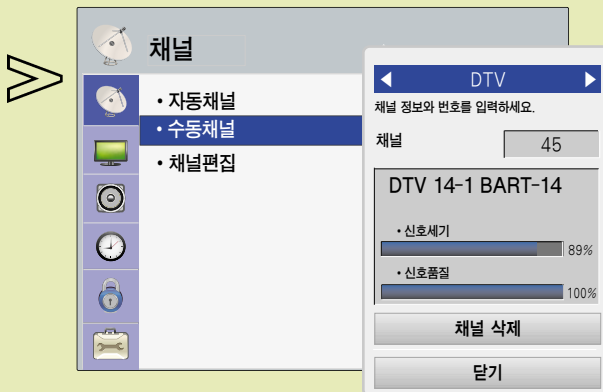 채널
• 자동채널
• 수동채널
• 채널편집
DTV
채널 정보와 번호를 입력하세요.
채널 45
DTV 14-1 BART-14
• 신호세기
89%
• 신호품질
100%
채널 삭제
닫기